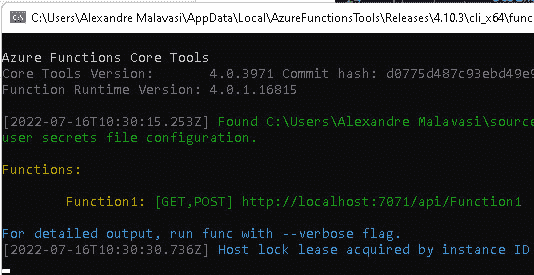 C:\Users\Alexandre Malavasi\AppData\Local\AzureFunctionsTools\Releases\4.10.3\cli_x64\func
Azure Functions Core Tools
Core Tools Version: 4.0.3971 Commit hash: d0775d487c93ebd49e9
Function Runtime Version: 4.0.1.16815
[2022-07-16T10:30:15.253Z] Found C:\Users\Alexandre Malavasi\source
user secrets file configuration.
Functions:
Function1: [GET,POST] http://localhost:7071/api/Function1
For detailed output, run func with --verbose flag.
[2022-07-16T10:30:30.736Z] Host lock lease acquired by instance ID